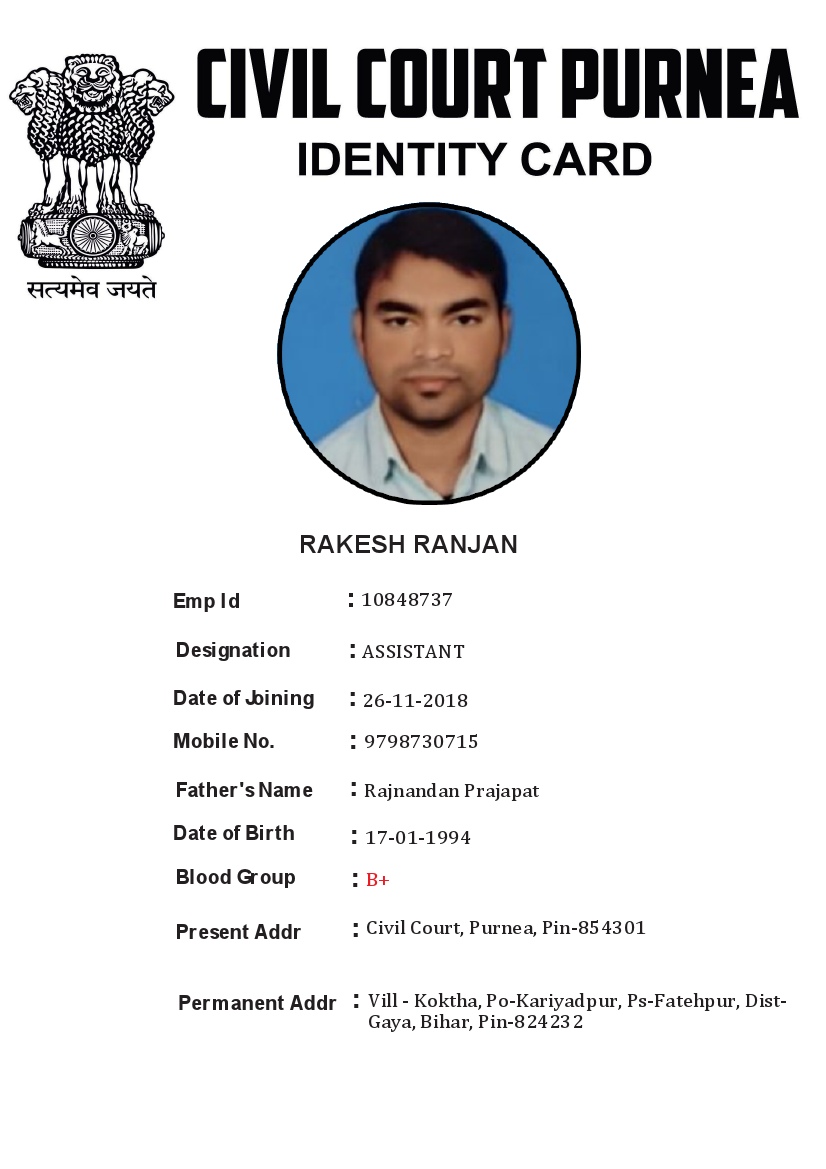 CIVIL COURT PURNEA
IDENTITY CARD
सत्यमेव जयते
RAKESH RANJAN
Emp Id : 10848737
Designation : ASSISTANT
Date of Joining : 26-11-2018
Mobile No. : 9798730715
Father's Name : Rajnandan Prajapat
Date of Birth : 17-01-1994
Blood Group : B+
Present Addr : Civil Court, Purnea, Pin-854301
Permanent Addr : Vill - Koktha, Po-Kariyadpur, Ps-Fatehpur, Dist-
Gaya, Bihar, Pin-824232